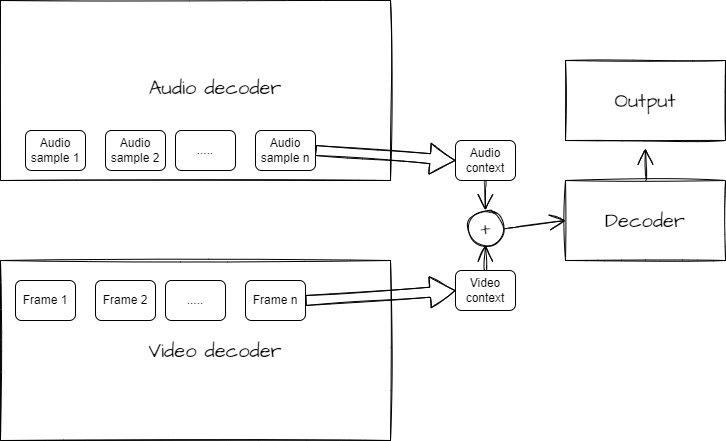 Audio decoder
Audio
sample 1
Audio
sample 2
.....
Audio
sample n
Audio
context
Output
+
Decoder
Frame 1
Frame 2
.....
Frame n
Video
context
Video decoder